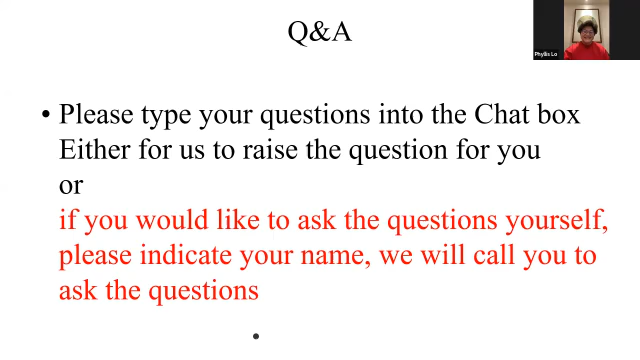 Q&A
Phyllis Lo
• Please type your questions into the Chat box
Either for us to raise the question for you
or
if you would like to ask the questions yourself,
please indicate your name, we will call you to
ask the questions